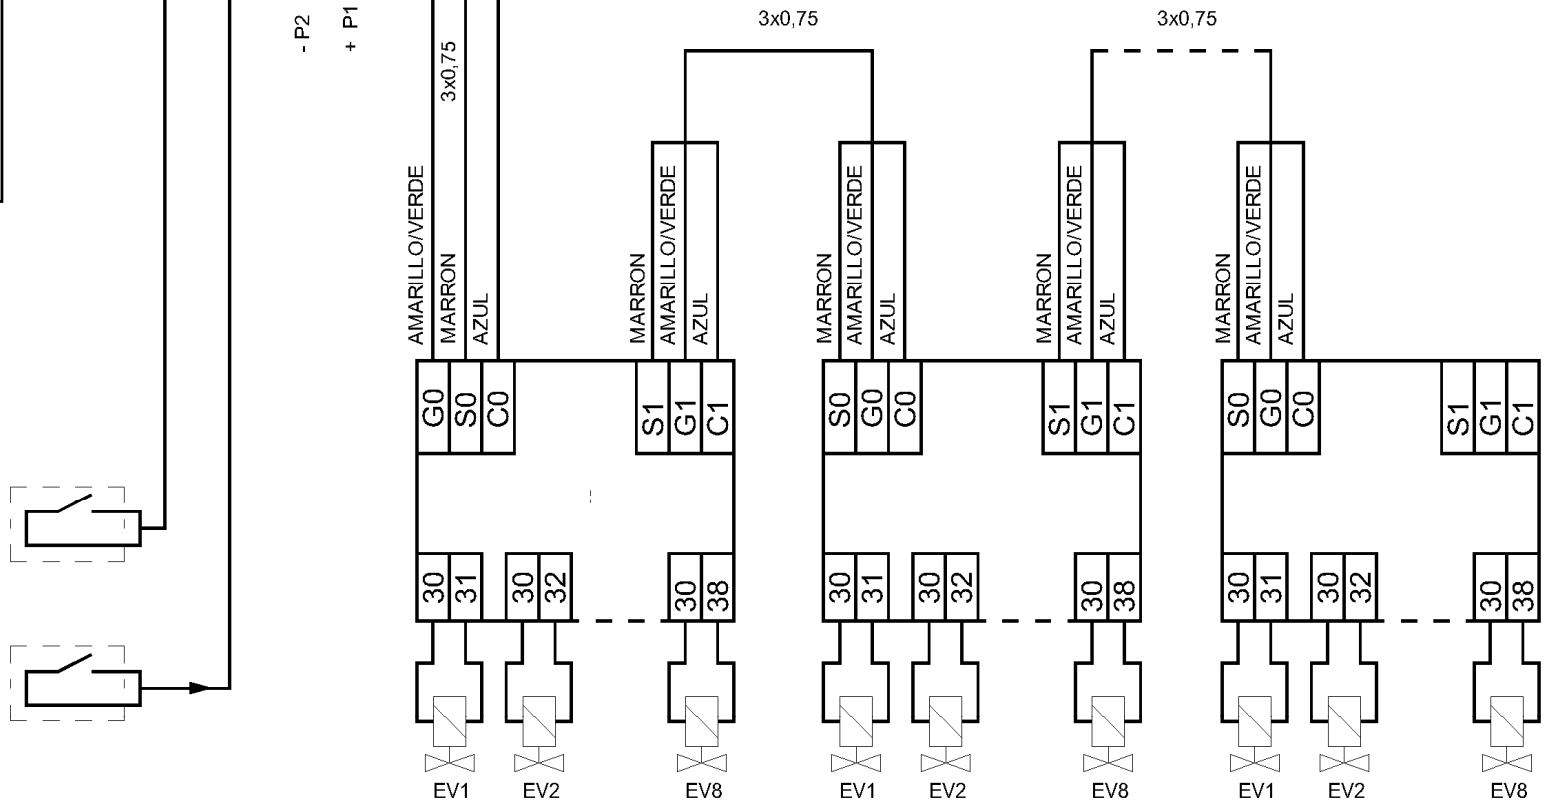 - P2
+ P1
3x0,75
3x0,75
3x0,75
AMARILLO/VERDE
MARRON
AZUL
MARRON
AMARILLO/VERDE
AZUL
MARRON
AMARILLO/VERDE
AZUL
MARRON
AMARILLO/VERDE
AZUL
MARRON
AMARILLO/VERDE
AZUL
G0 S0 C0
S1 G1 C1
S0 G0 C0
S1 G1 C1
S0 G0 C0
S1 G1 C1
30 31
30 32
30 38
30 31
30 32
30 38
30 31
30 32
30 38
EV1
EV2
EV8
EV1
EV2
EV8
EV1
EV2
EV8